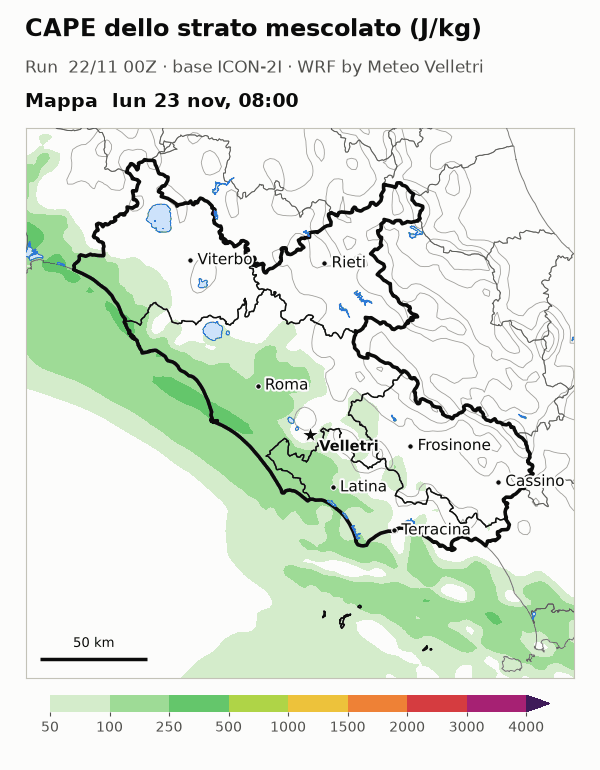 CAPE dello strato mescolato (J/kg)
Run 22/11 00Z · base ICON-2I · WRF by Meteo Velletri
Mappa lun 23 nov, 08:00
Viterbo
Rieti
Roma
Velletri
Frosinone
Latina
Cassino
Terracina
50 km
50 100 250 500 1000 1500 2000 3000 4000